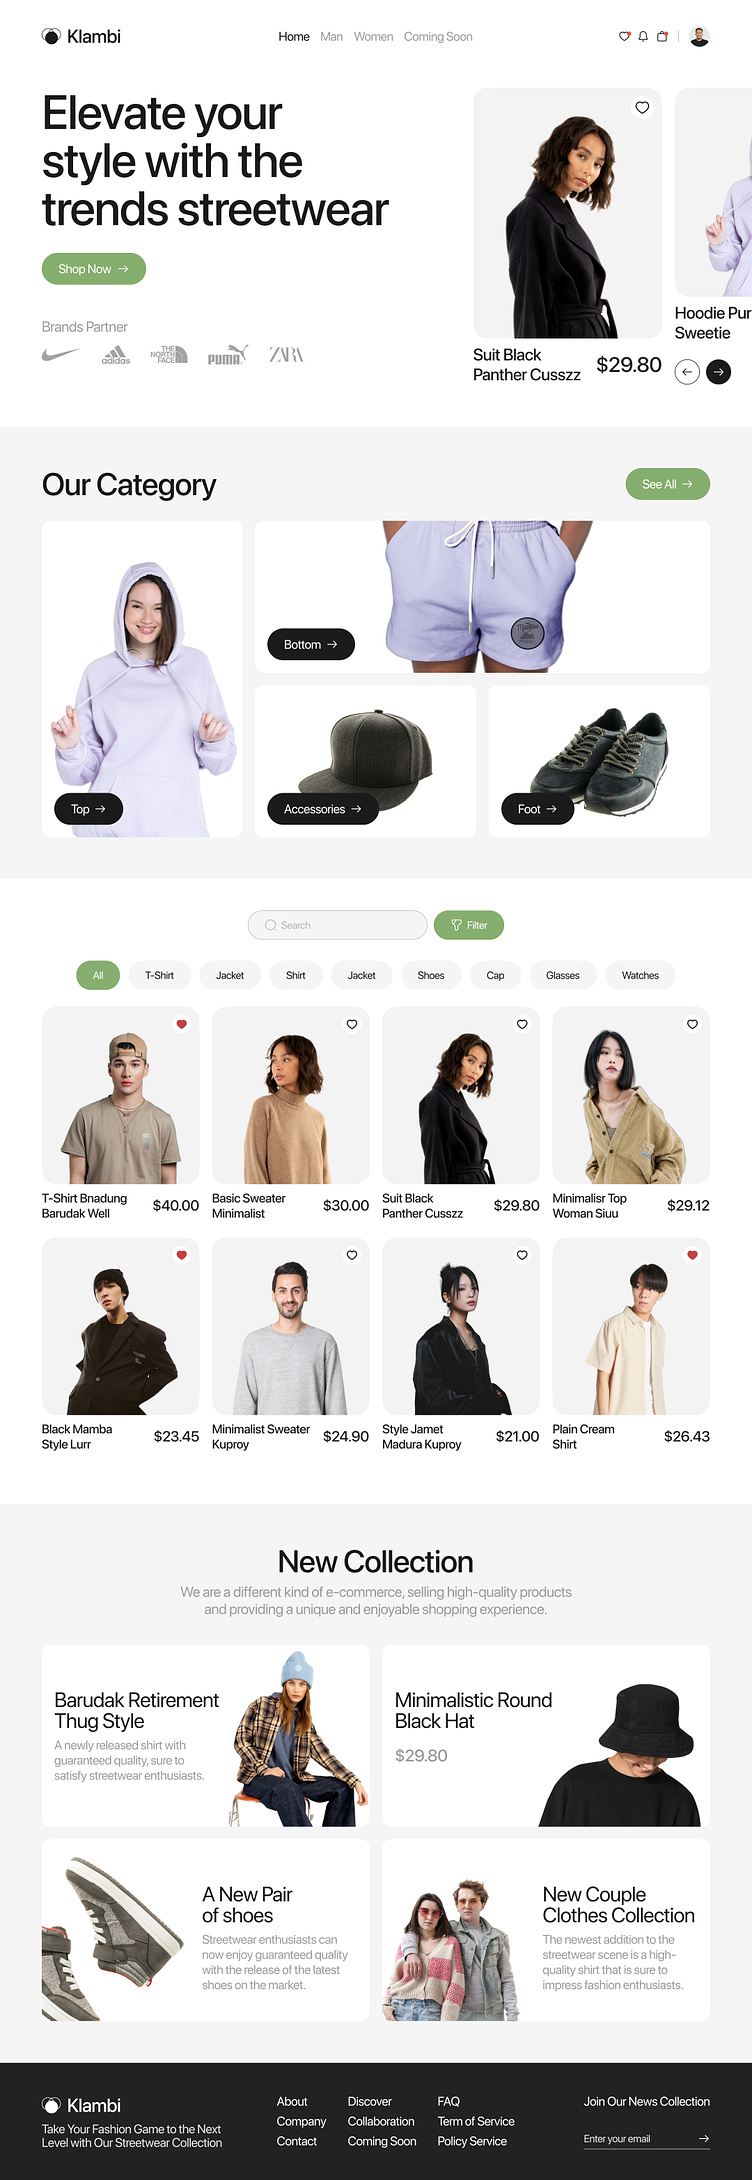 Klambi
Home Man Women Coming Soon
Elevate your
style with the
trends streetwear
Shop Now
Brands Partner
adidas
THE
NORTH
FACE
PUMA
ZARA
Suit Black
Panther Cusszz
$29.80
Hoodie Pur
Sweetie
Our Category
See All
Top
Bottom
Accessories
Foot
Search
Filter
All T-Shirt Jacket Shirt Jacket Shoes Cap Glasses Watches
T-Shirt Bnadung
Barudak Well
$40.00
Basic Sweater
Minimalist
$30.00
Suit Black
Panther Cusszz
$29.80
Minimalisr Top
Woman Siuu
$29.12
Black Mamba
Style Lurr
$23.45
Minimalist Sweater
Kuproy
$24.90
Style Jamet
Madura Kuproy
$21.00
Plain Cream
Shirt
$26.43
New Collection
We are a different kind of e-commerce, selling high-quality products
and providing a unique and enjoyable shopping experience.
Barudak Retirement
Thug Style
A newly released shirt with
guaranteed quality, sure to
satisfy streetwear enthusiasts.
Minimalistic Round
Black Hat
$29.80
A New Pair
of shoes
Streetwear enthusiasts can
now enjoy guaranteed quality
with the release of the latest
shoes on the market.
New Couple
Clothes Collection
The newest addition to the
streetwear scene is a high-
quality shirt that is sure to
impress fashion enthusiasts.
Klambi
Take Your Fashion Game to the Next
Level with Our Streetwear Collection
About
Company
Contact
Discover
Collaboration
Coming Soon
FAQ
Term of Service
Policy Service
Join Our News Collection
Enter your email